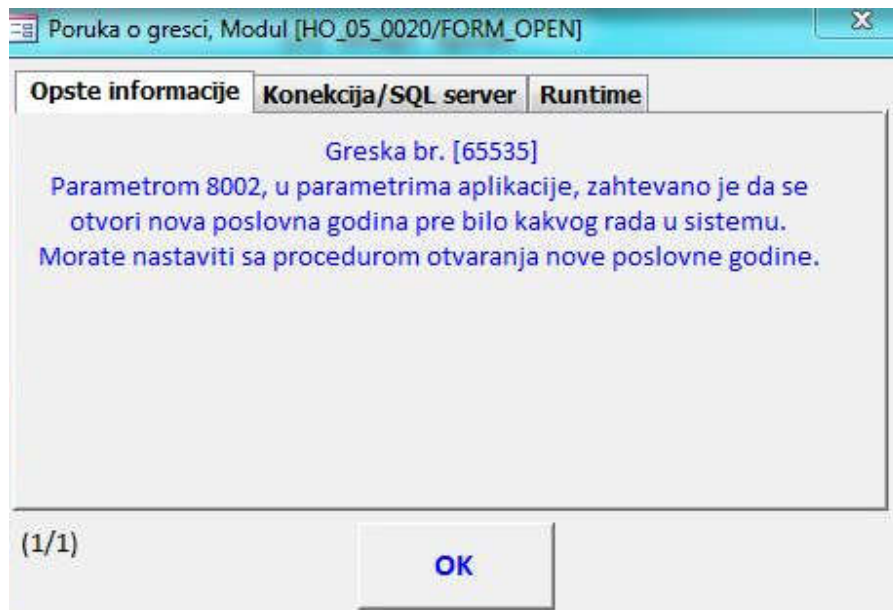 Poruka o gresci, Modul [HO_05_0020/FORM_OPEN]
Opste informacije Konekcija/SQL server Runtime
Greska br. [65535]
Parametrom 8002, u parametrima aplikacije, zahtevano je da se
otvori nova poslovna godina pre bilo kakvog rada u sistemu.
Morate nastaviti sa procedurom otvaranja nove poslovne godine.
(1/1)
OK